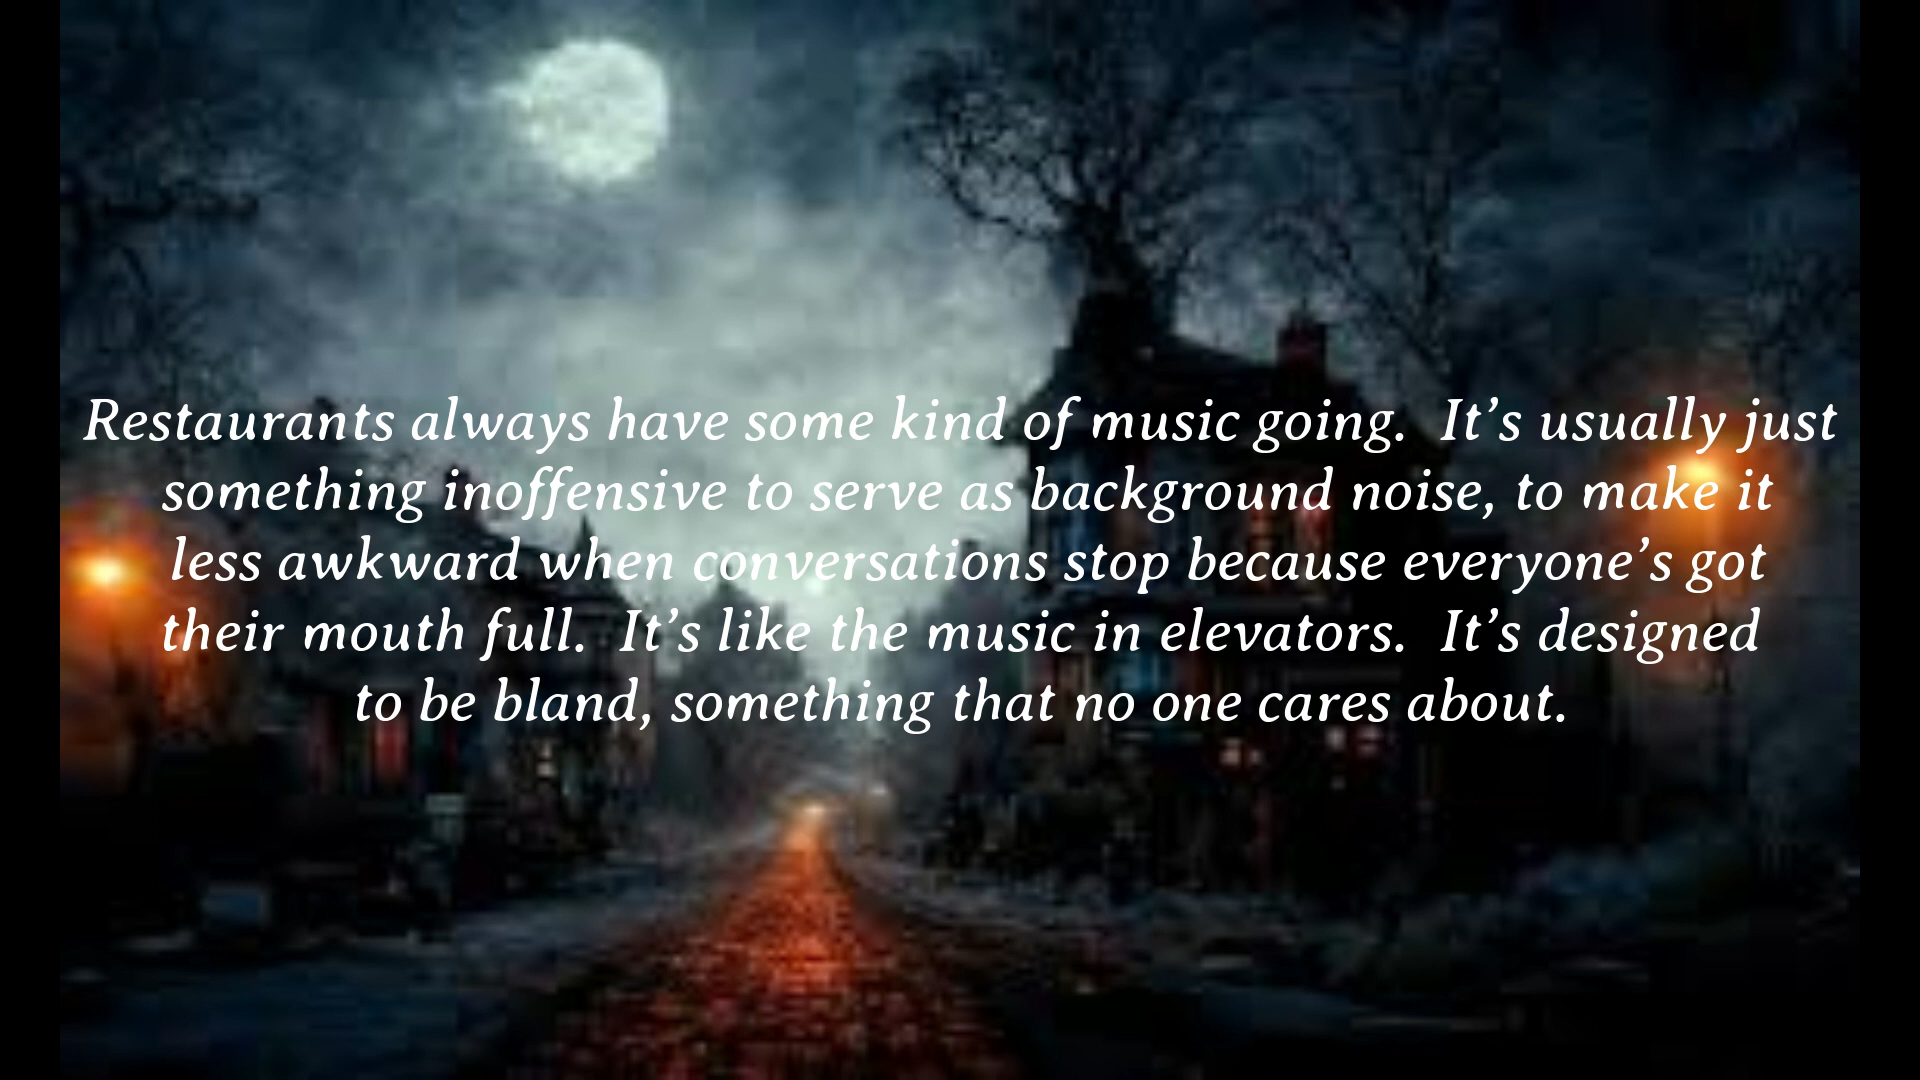 Restaurants always have some kind of music going.  It’s usually just
something inoffensive to serve as background noise, to make it
less awkward when conversations stop because everyone’s got
their mouth full.  It’s like the music in elevators.  It’s designed
to be bland, something that no one cares about.